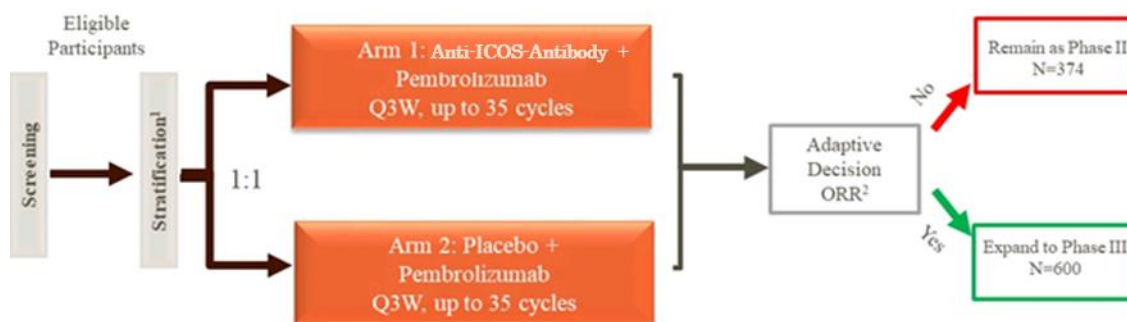 Eligible
Participants
Screening
Stratification¹
1:1
Arm 1: Anti-ICOS-Antibody +
Pembrolizumab
Q3W, up to 35 cycles
Arm 2: Placebo +
Pembrolizumab
Q3W, up to 35 cycles
Adaptive
Decision
ORR²
No
Remain as Phase II
N=374
Yes
Expand to Phase III
N=600